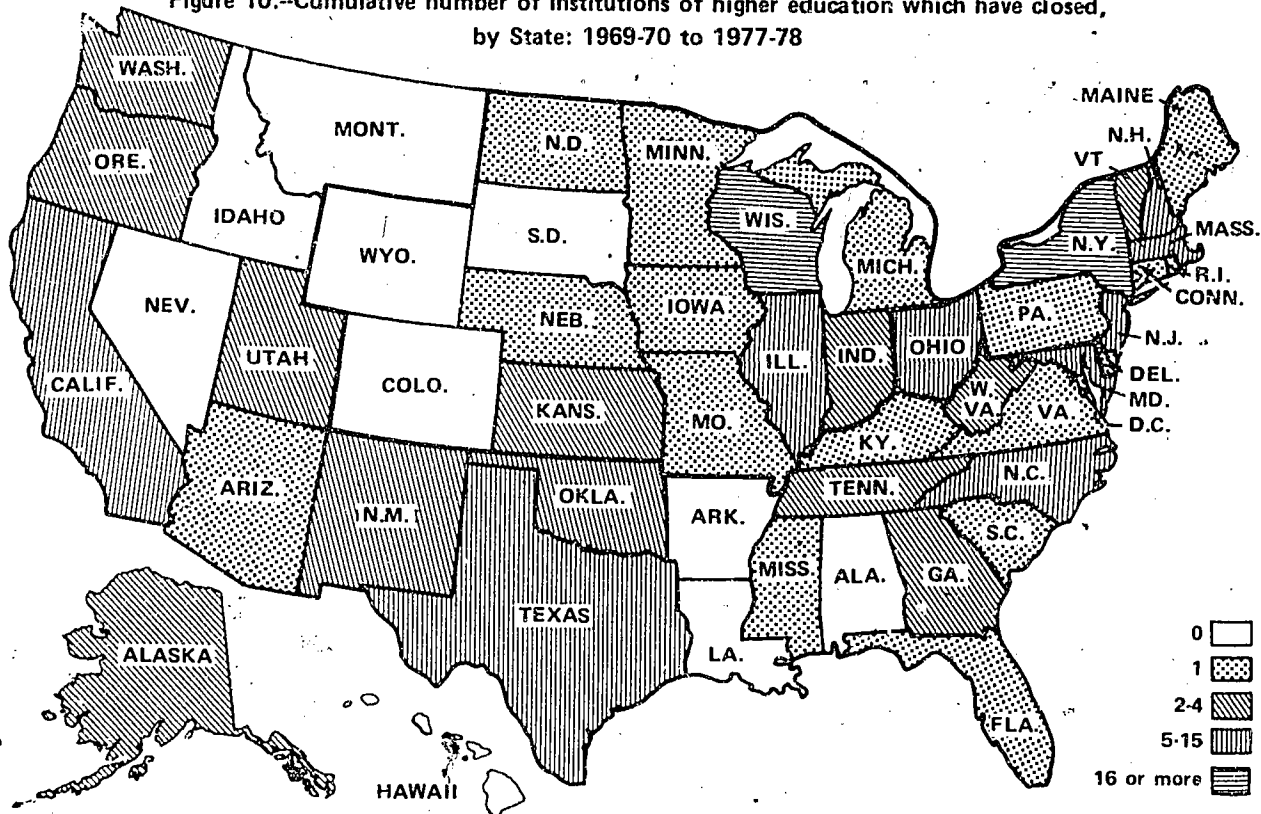 Figure 10.--Cumulative number of institutions of higher education which have closed,
by State: 1969-70 to 1977-78
WASH.
MONT.
N.D.
MINN.
MAINE
N.H.
VT
ORE.
IDAHO
WYO.
S.D.
WIS.
MICH.
N.Y.
MASS.
R.I.
CONN.
NEV.
UTAH
COLO.
NEB.
IOWA
ILL.
IND.
OHIO
PA.
N.J.
DEL.
MD.
D.C.
CALIF.
KANS.
MO.
KY.
W.
VA.
VA.
ARIZ.
N.M.
OKLA.
ARK.
TENN.
N.C.
S.C.
TEXAS
LA.
MISS.
ALA.
GA.
FLA.
ALASKA
HAWAII
0
1
2-4
5-15
16 or more